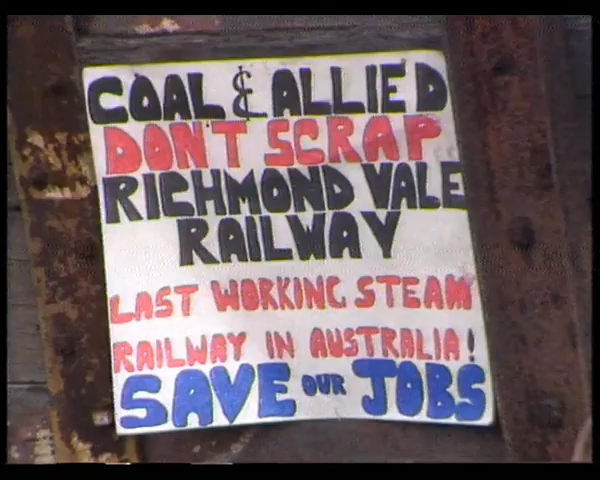 COAL & ALLIED
DON'T SCRAP
RICHMOND VALE
RAILWAY
LAST WORKING STEAM
RAILWAY IN AUSTRALIA!
SAVE OUR JOBS